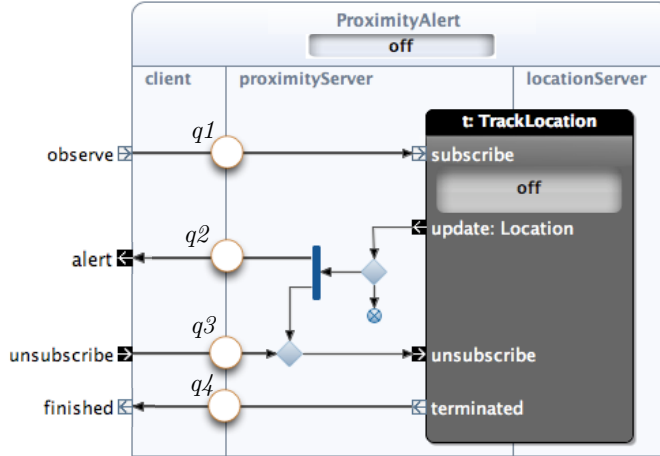 ProximityAlert
off
client proximityServer locationServer
t: TrackLocation
q1
observe subscribe
off
q2 update: Location
alert
q3
unsubscribe unsubscribe
q4
finished terminated